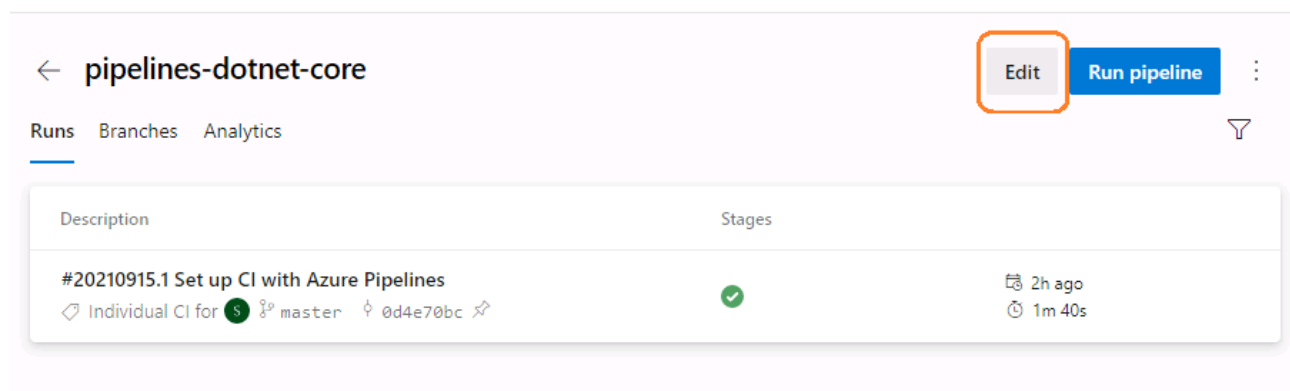 pipelines-dotnet-core
Edit
Run pipeline
Runs Branches Analytics
Description Stages
#20210915.1 Set up CI with Azure Pipelines
Individual CI for S master 0d4e70bc
2h ago
1m 40s